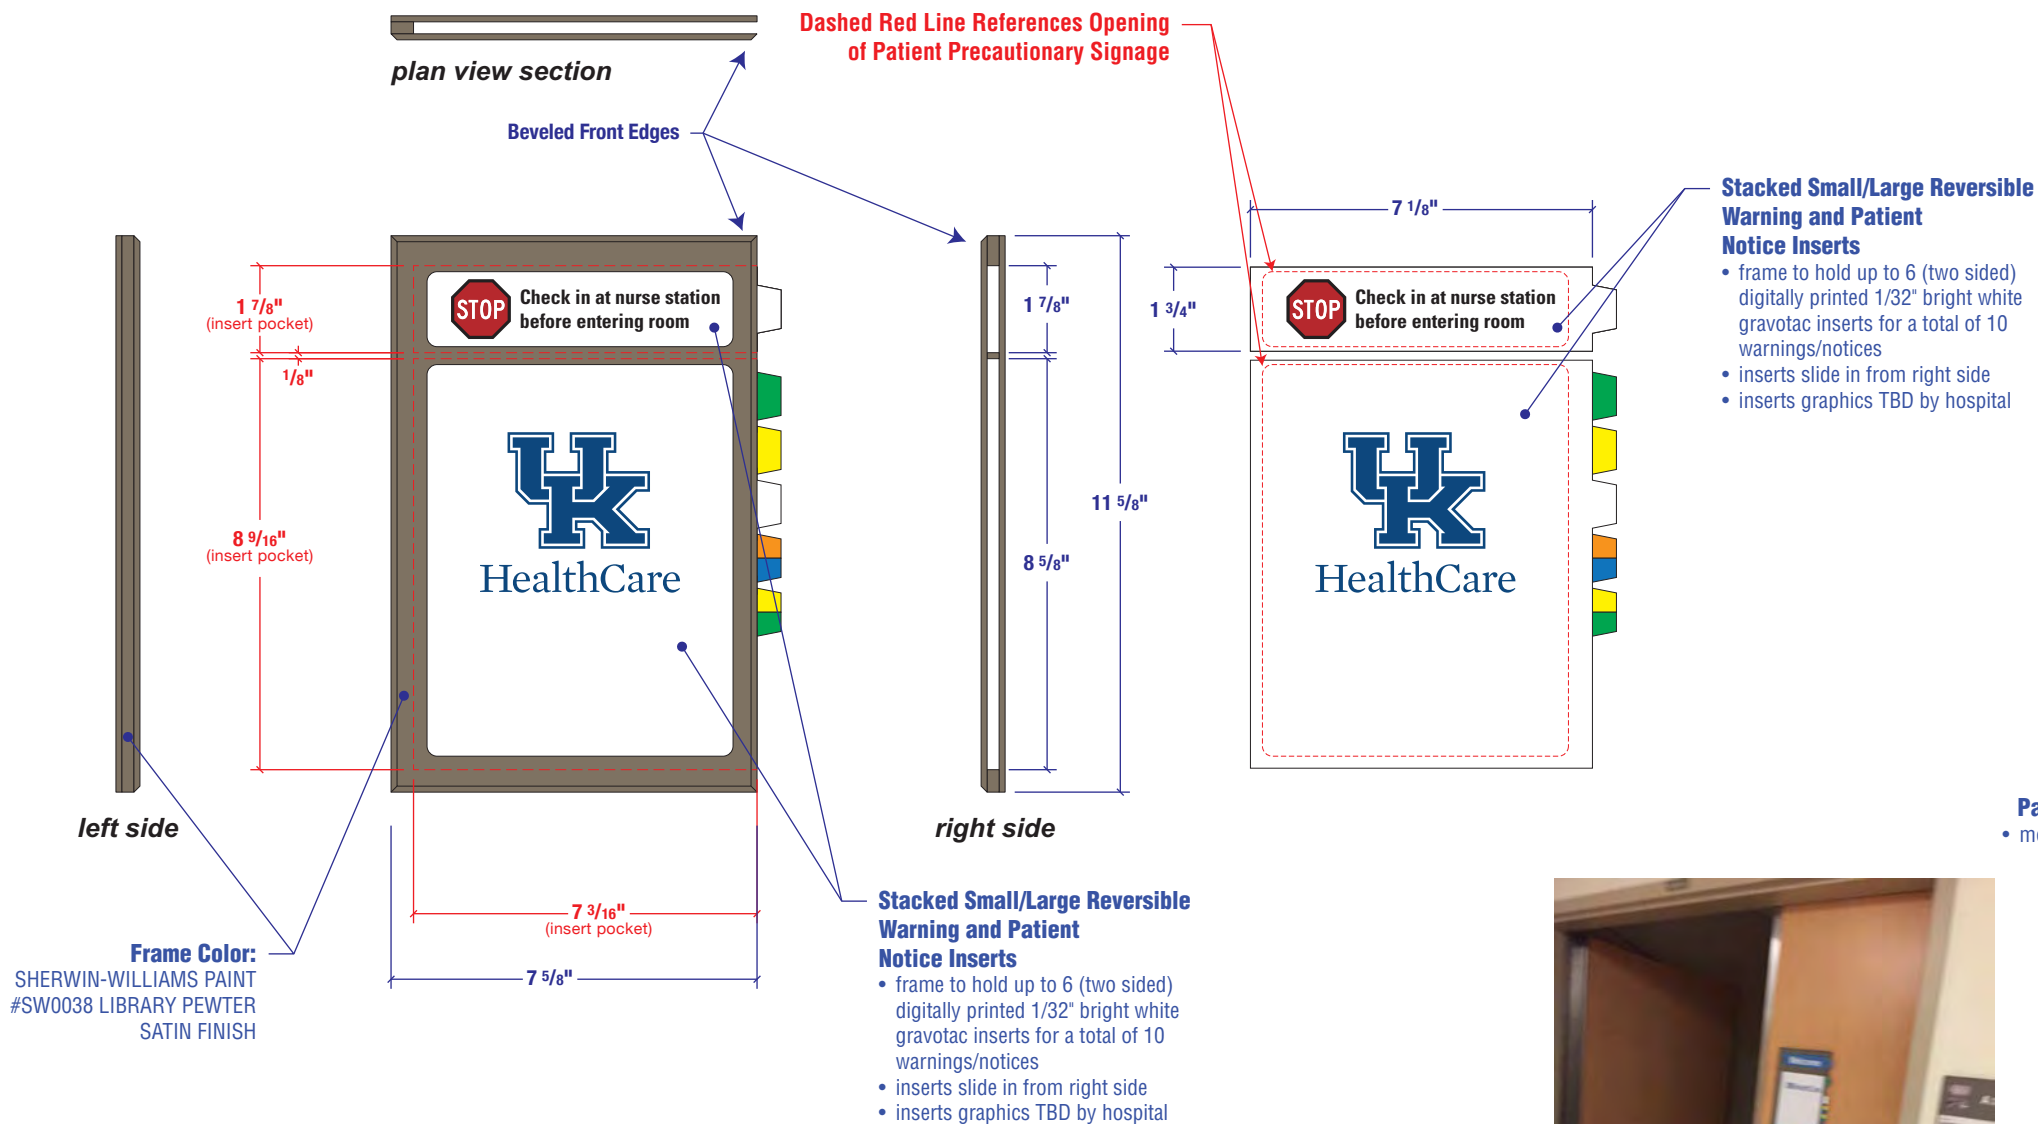 Dashed Red Line References Opening
of Patient Precautionary Signage
plan view section
Beveled Front Edges
Stacked Small/Large Reversible
Warning and Patient
Notice Inserts
• frame to hold up to 6 (two sided)
digitally printed 1/32" bright white
gravotac inserts for a total of 10
warnings/notices
• inserts slide in from right side
• inserts graphics TBD by hospital
7 1/8"
1 7/8"
(insert pocket)
STOP
Check in at nurse station
before entering room
1 7/8"
1 3/4"
STOP
Check in at nurse station
before entering room
1/8"
UK
HealthCare
UK
HealthCare
11 5/8"
8 9/16"
(insert pocket)
8 5/8"
left side
right side
Pa
• m
7 3/16"
(insert pocket)
7 5/8"
Frame Color:
SHERWIN-WILLIAMS PAINT
#SW0038 LIBRARY PEWTER
SATIN FINISH
Stacked Small/Large Reversible
Warning and Patient
Notice Inserts
• frame to hold up to 6 (two sided)
digitally printed 1/32" bright white
gravotac inserts for a total of 10
warnings/notices
• inserts slide in from right side
• inserts graphics TBD by hospital